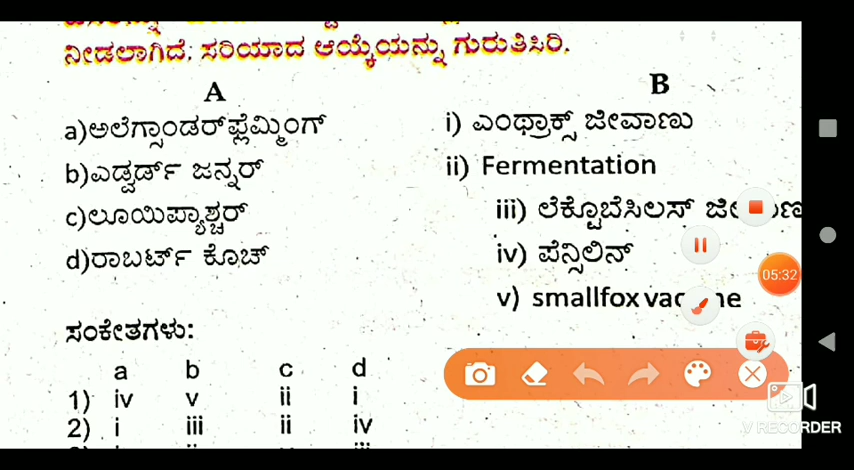 ನೀಡಲಾಗಿದೆ; ಸರಿಯಾದ ಆಯ್ಕೆಯನ್ನು ಗುರುತಿಸಿರಿ.
A
B
a)ಅಲೆಗ್ಸಾಂಡರ್‌ಫ್ಲೆಮ್ಮಿಂಗ್
i) ಎಂಥ್ರಾಕ್ಸ್ ಜೀವಾಣು
b)ಎಡ್ವರ್ಡ್ ಜನ್ನರ್
ii) Fermentation
c)ಲೂಯಿಪ್ಯಾಶ್ಚರ್
iii) ಲೆಕ್ಟೊಬೆಸಿಲಸ್
d)ರಾಬರ್ಟ್ ಕೊಚ್
iv) ಪೆನ್ಸಿಲಿನ್
v) smallfox
05:32
ಸಂಕೇತಗಳು:
a b c d
1) iv v ii i
2) i iii ii iv
V RECORDER